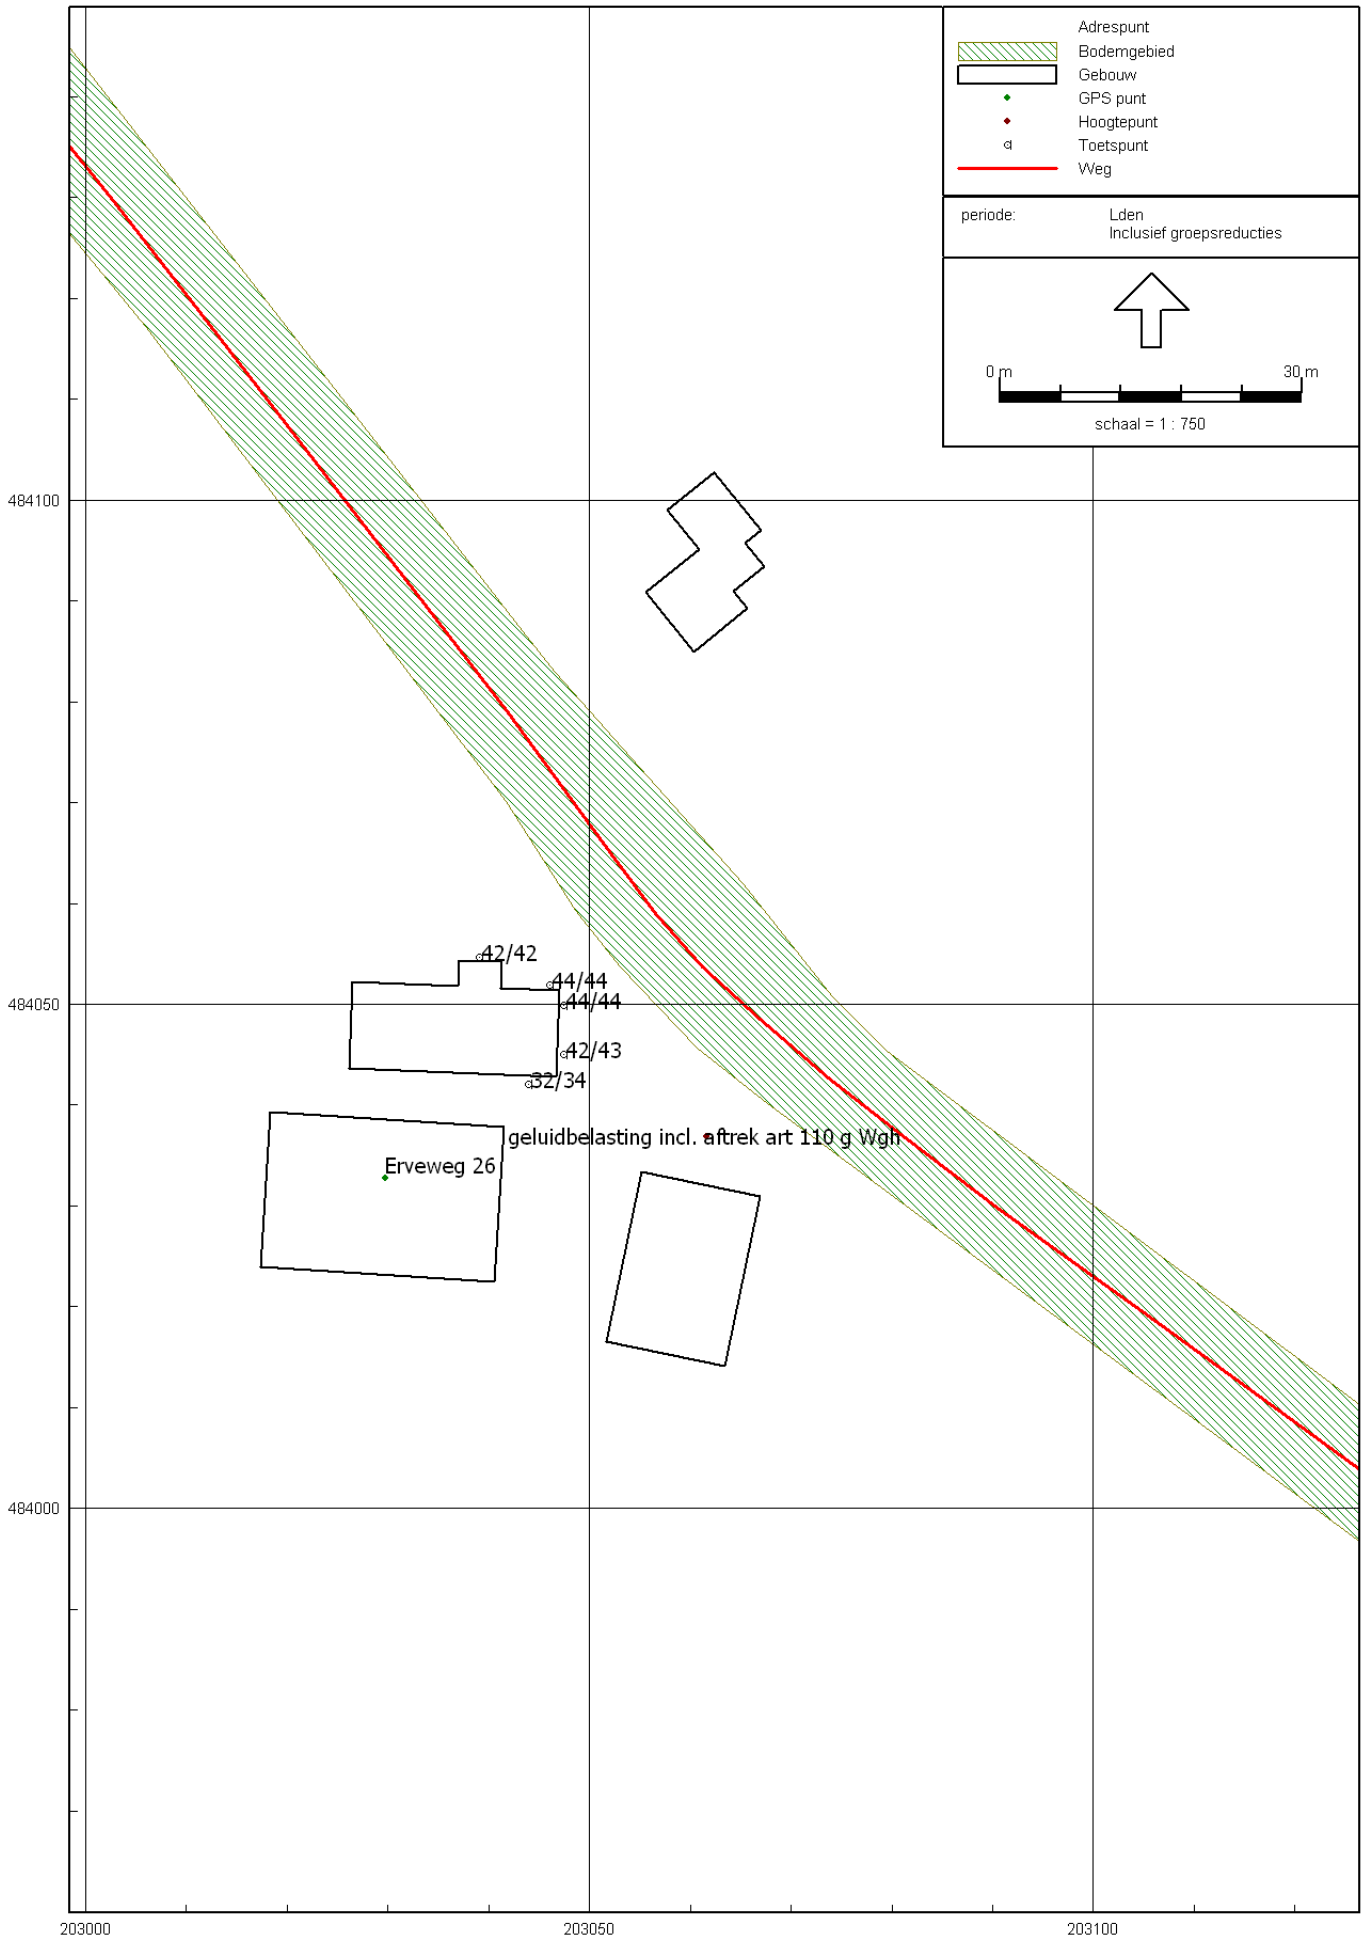 Adrespunt
Bodemgebied
Gebouw
GPS punt
Hoogtepunt
Toetspunt
Weg
periode: Lden
Inclusief groepsreducties
0 m 30 m
schaal = 1 : 750
484100
42/42
44/44
484050
44/44
42/43
32/34
geluidbelasting incl. aftrek art 110 g Wgh
Erveweg 26
484000
203000 203050 203100